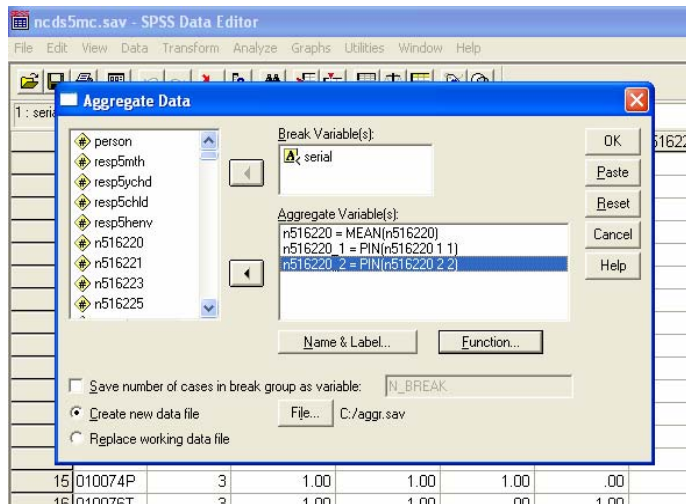 ncds5mc.sav - SPSS Data Editor
File Edit View Data Transform Analyze Graphs Utilities Window Help
Aggregate Data
1 : seria
person
resp5mth
resp5ychd
resp5chld
resp5henv
n516220
n516221
n516223
n516225
Break Variable(s):
serial
Aggregate Variable(s):
n516220 = MEAN(n516220)
n516220_1 = PIN(n516220 1 1)
n516220_2 = PIN(n516220 2 2)
Name & Label... Function...
OK
Paste
Reset
Cancel
Help
Save number of cases in break group as variable: N_BREAK
Create new data file File... C:/aggr.sav
Replace working data file
15 010074P 3 1.00 1.00 1.00 .00
16 010076T 3 1.00 1.00 .00 1.00